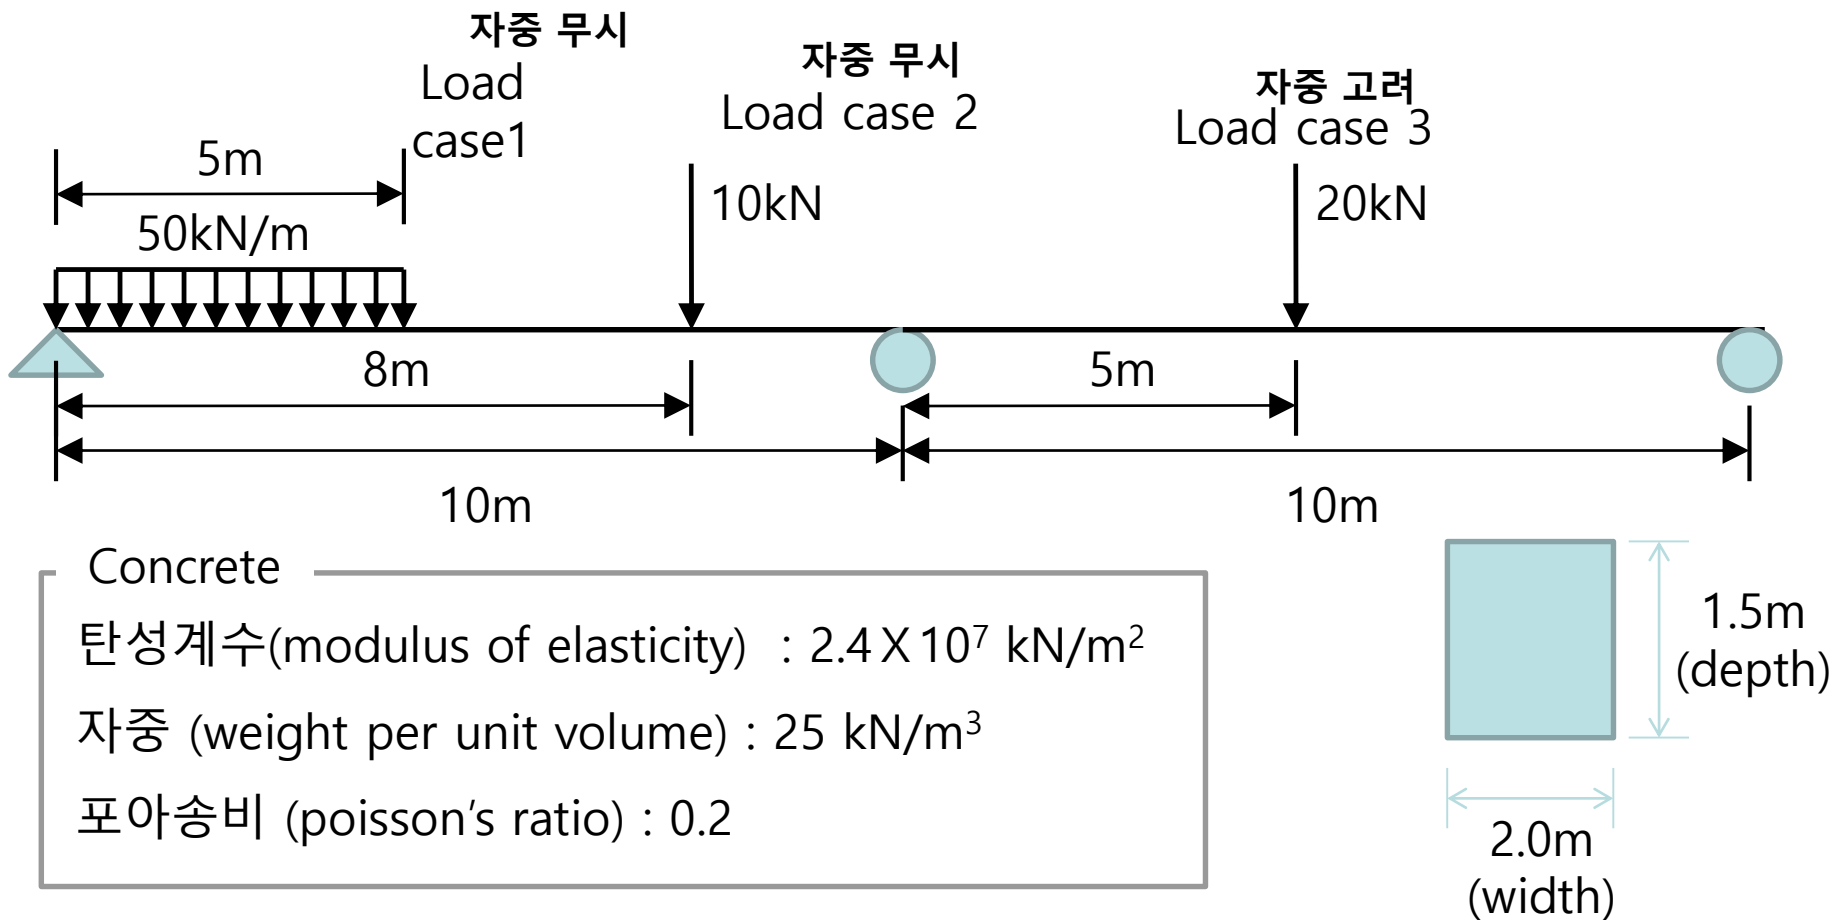 자중 무시
Load
case1
자중 무시
Load case 2
자중 고려
Load case 3
5m
50kN/m
10kN
20kN
8m
5m
10m
10m
Concrete
탄성계수(modulus of elasticity) : 2.4X10⁷ kN/m²
자중 (weight per unit volume) : 25 kN/m³
포아송비 (poisson's ratio) : 0.2
1.5m
(depth)
2.0m
(width)